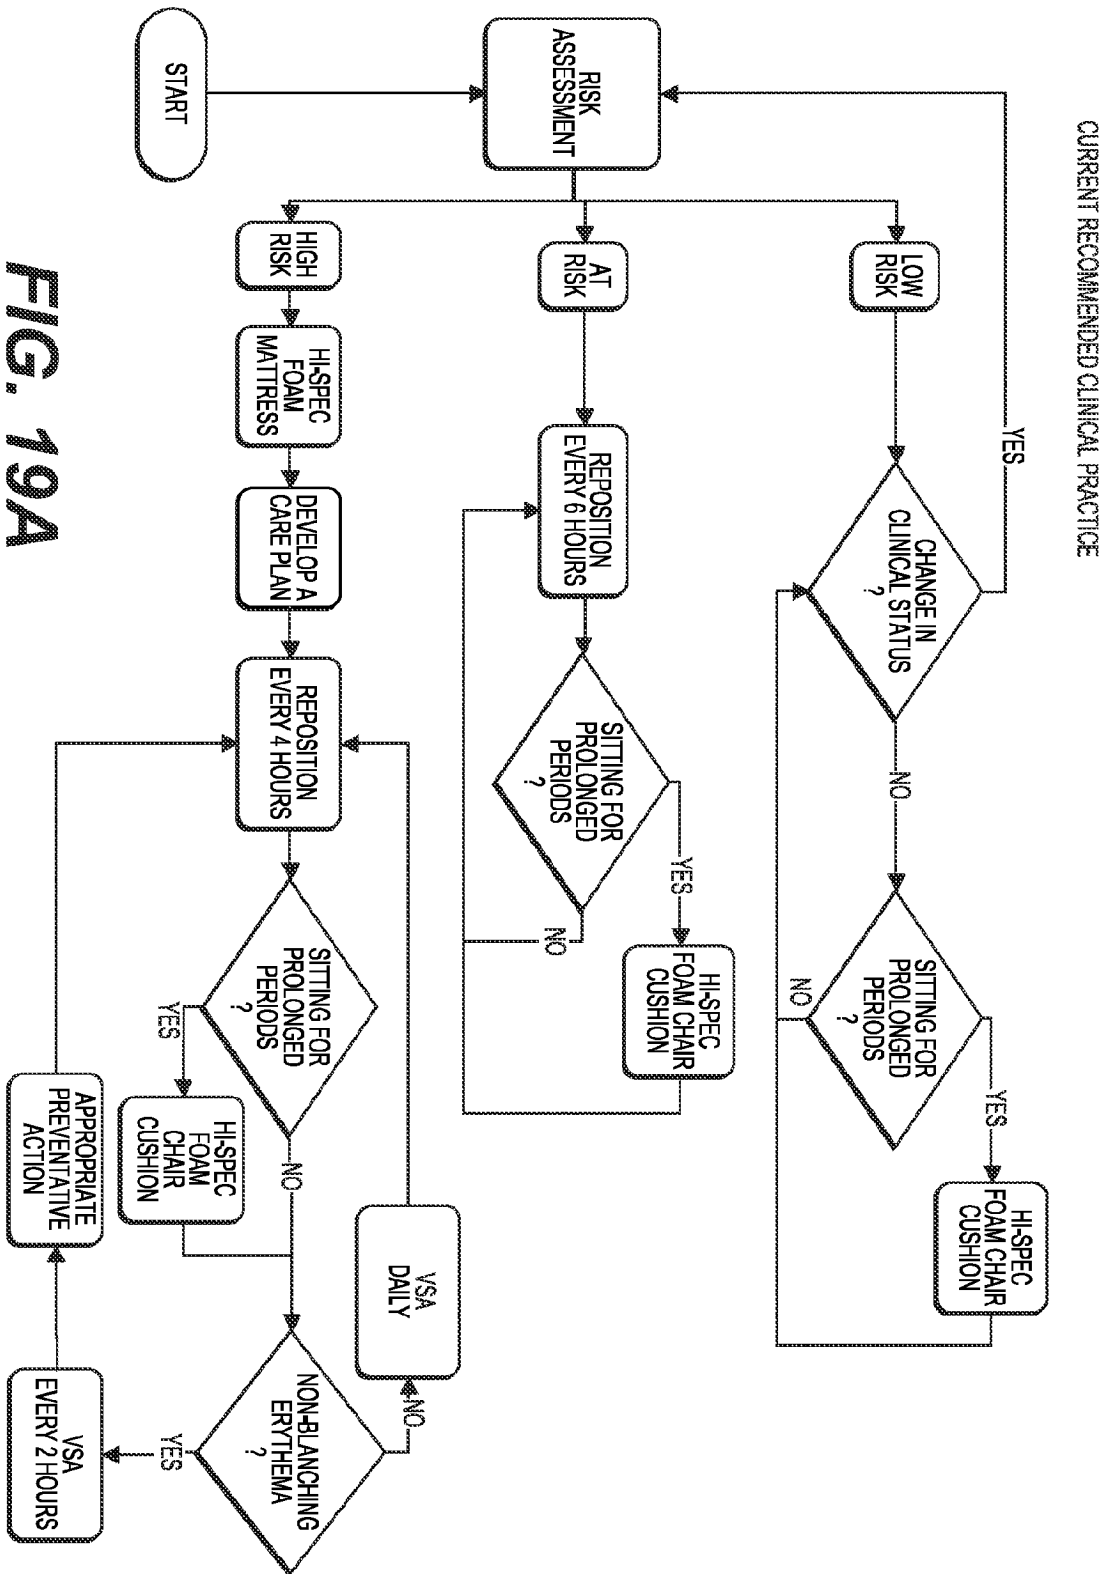 CURRENT RECOMMENDED CLINICAL PRACTICE
START
RISK
ASSESSMENT
YES
LOW
RISK
CHANGE IN
CLINICAL STATUS
?
NO
SITTING FOR
PROLONGED
PERIODS
?
NO
YES
HI-SPEC
FOAM CHAIR
CUSHION
AT
RISK
REPOSITION
EVERY 6 HOURS
SITTING FOR
PROLONGED
PERIODS
?
YES
NO
HI-SPEC
FOAM CHAIR
CUSHION
HIGH
RISK
HI-SPEC
FOAM
MATTRESS
DEVELOP A
CARE PLAN
REPOSITION
EVERY 4 HOURS
SITTING FOR
PROLONGED
PERIODS
?
YES
NO
HI-SPEC
FOAM
CHAIR
CUSHION
VSA
DAILY
NO
NON-BLANCHING
ERYTHEMA
?
YES
VSA
EVERY 2 HOURS
APPROPRIATE
PREVENTATIVE
ACTION
FIG. 19A